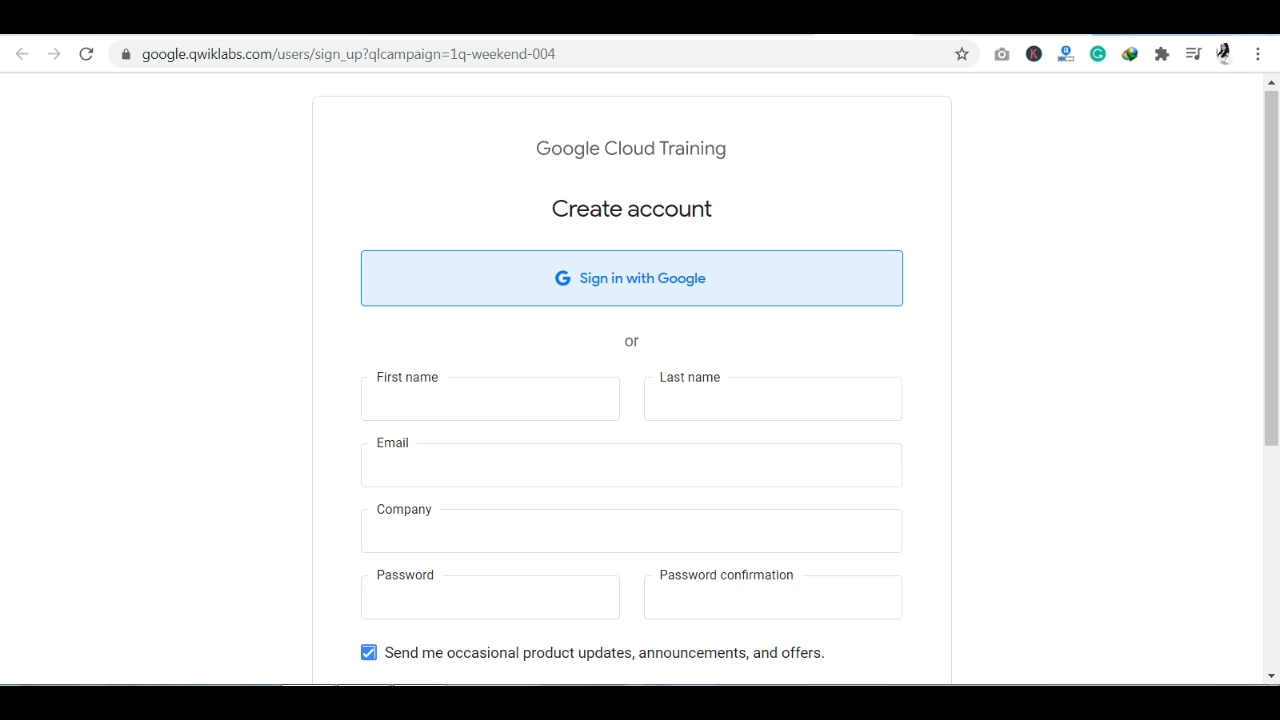 google.qwiklabs.com/users/sign_up?qlcampaign=1q-weekend-004
Google Cloud Training
Create account
Sign in with Google
or
First name
Last name
Email
Company
Password
Password confirmation
Send me occasional product updates, announcements, and offers.